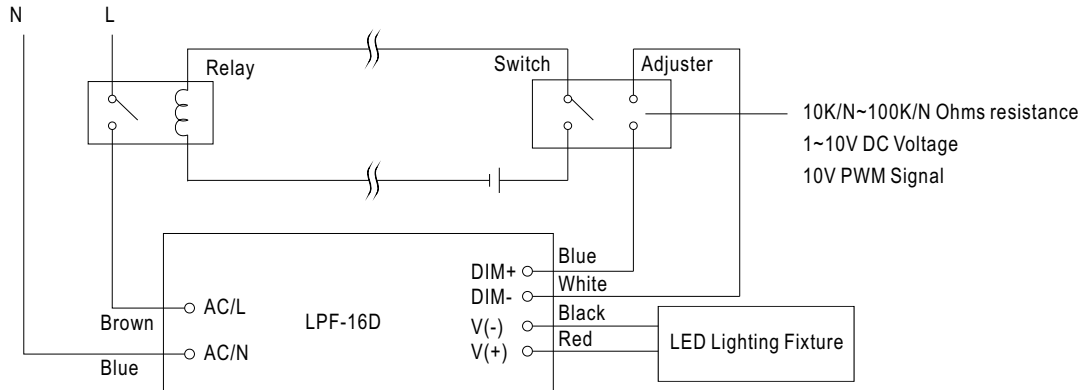 N L
Relay
Switch
Adjuster
10K/N~100K/N Ohms resistance
1~10V DC Voltage
10V PWM Signal
Blue
DIM+
White
DIM-
Black
V(-)
Red
V(+)
AC/L
Brown
AC/N
Blue
LPF-16D
LED Lighting Fixture